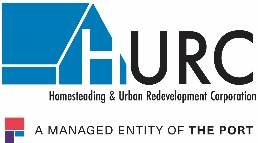 HURC
Homesteading & Urban Redevelopment Corporation
A MANAGED ENTITY OF THE PORT